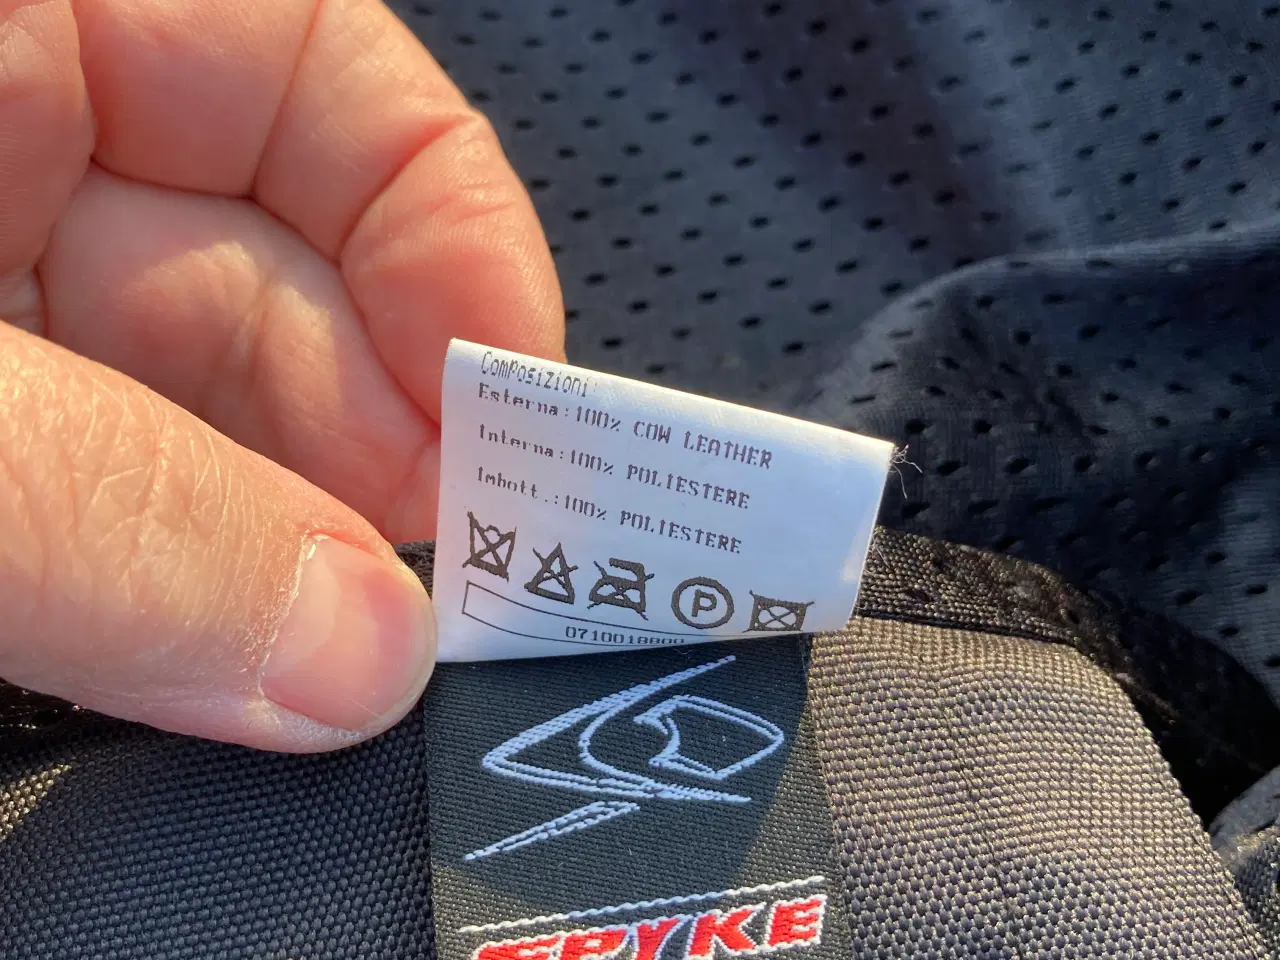 Composizioni:
Esterna:100% COW LEATHER
Interna:100% POLIESTERE
Imbott.:100% POLIESTERE
P
SPYKE